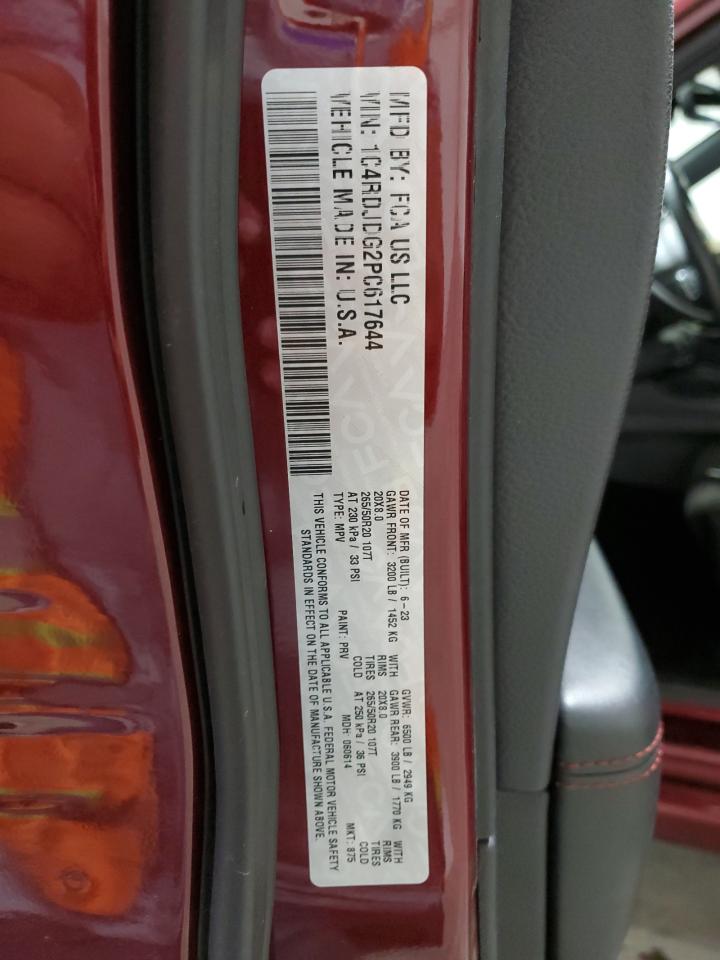 MFD BY: FCA US LLC
VIN: 1C4RDJDG2PC617644
VEHICLE MADE IN: U.S.A.
DATE OF MFR (BUILT): 6-23 GVWR: 6500 LB / 2949 KG
GAWR FRONT: 3200 LB / 1452 KG WITH GAWR REAR: 3900 LB / 1770 KG WITH
20X8.0 RIMS 20X8.0 RIMS
265/50R20 107T TIRES 265/50R20 107T TIRES
AT 230 kPa / 33 PSI COLD AT 250 kPa / 36 PSI COLD
TYPE: MPV PAINT: PRV MDH: 060614 MKT: 875
THIS VEHICLE CONFORMS TO ALL APPLICABLE U.S.A. FEDERAL MOTOR VEHICLE SAFETY
STANDARDS IN EFFECT ON THE DATE OF MANUFACTURE SHOWN ABOVE.